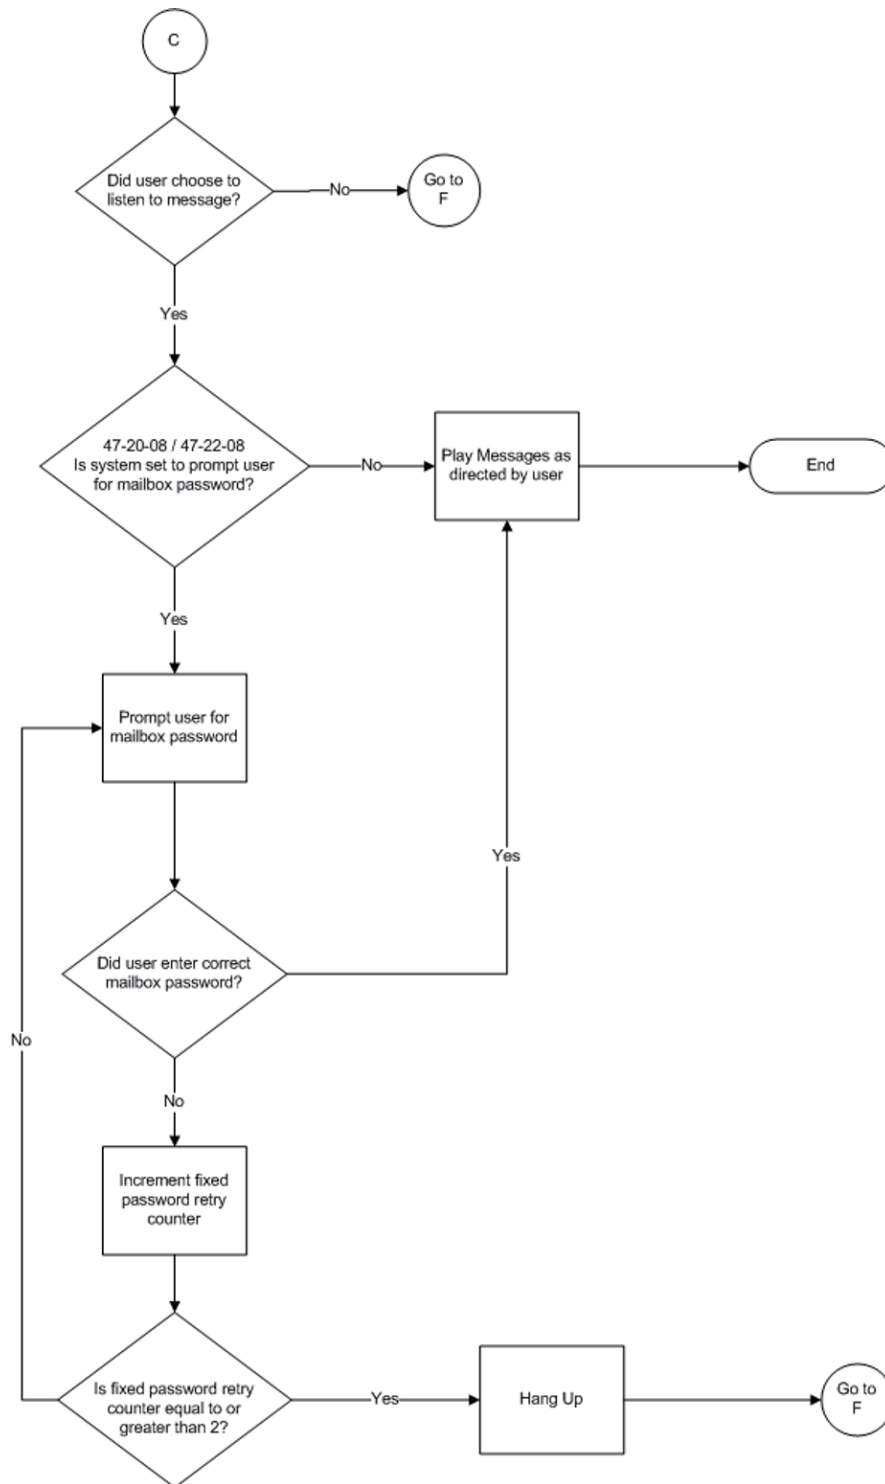 C
Did user choose to
listen to message?
No
Go to
F
Yes
47-20-08 / 47-22-08
Is system set to prompt user
for mailbox password?
No
Play Messages as
directed by user
End
Yes
Prompt user for
mailbox password
Yes
Did user enter correct
mailbox password?
No
No
Increment fixed
password retry
counter
Is fixed password retry
counter equal to or
greater than 2?
Yes
Hang Up
Go to
F